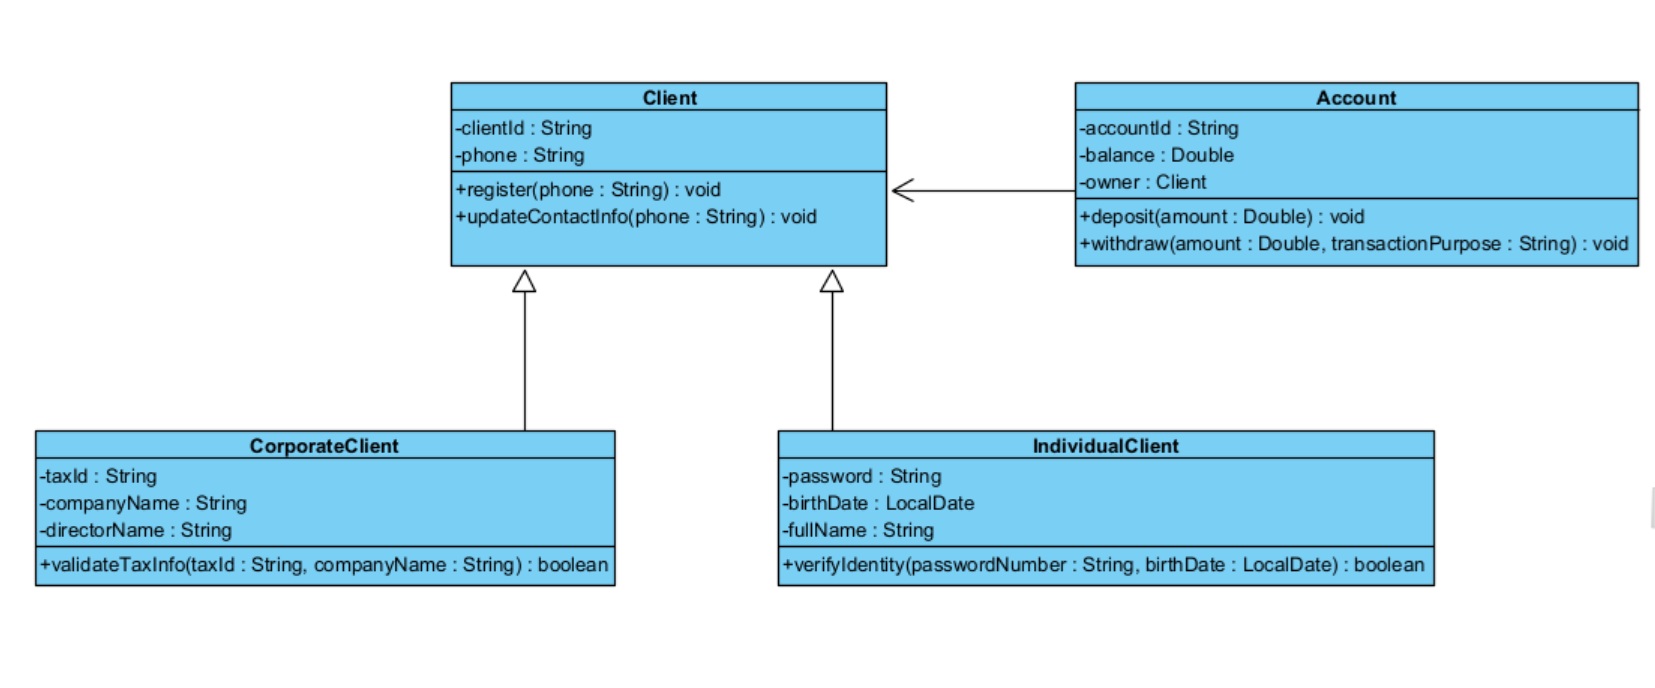 Client
-clientId : String
-phone : String
+register(phone : String) : void
+updateContactInfo(phone : String) : void
Account
-accountId : String
-balance : Double
-owner : Client
+deposit(amount : Double) : void
+withdraw(amount : Double, transactionPurpose : String) : void
CorporateClient
-taxId : String
-companyName : String
-directorName : String
+validateTaxInfo(taxId : String, companyName : String) : boolean
IndividualClient
-password : String
-birthDate : LocalDate
-fullName : String
+verifyIdentity(passwordNumber : String, birthDate : LocalDate) : boolean